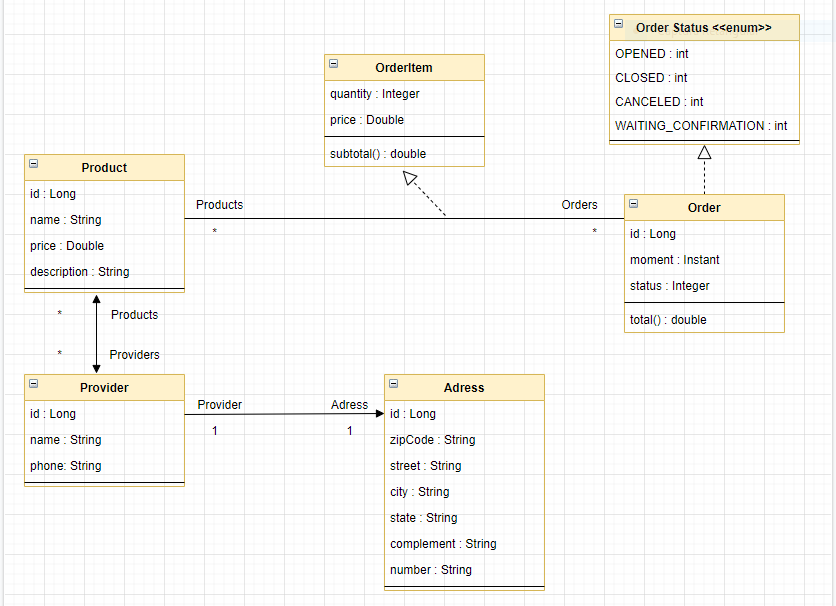 Order Status <<enum>>
OPENED : int
CLOSED : int
CANCELED : int
WAITING_CONFIRMATION : int
OrderItem
quantity : Integer
price : Double
subtotal() : double
Product
id : Long
name : String
price : Double
description : String
Products
*
Orders
*
Order
id : Long
moment : Instant
status : Integer
total() : double
* Products
* Providers
Provider
id : Long
name : String
phone: String
Provider
1
Adress
1
Adress
id : Long
zipCode : String
street : String
city : String
state : String
complement : String
number : String